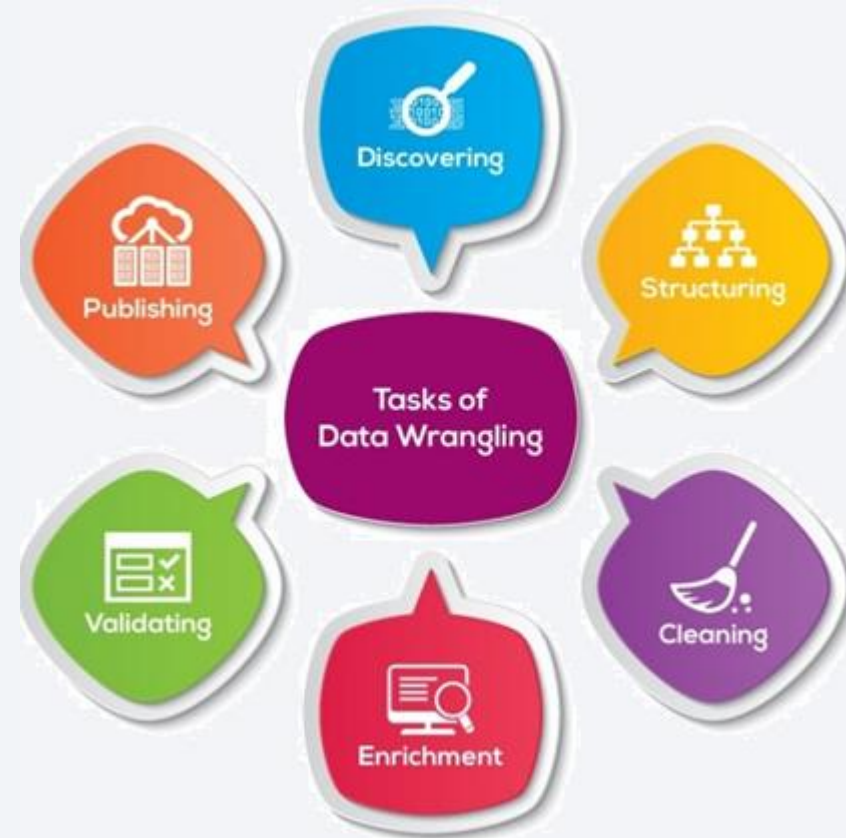 Discovering
Structuring
Publishing
Tasks of
Data Wrangling
Validating
Cleaning
Enrichment